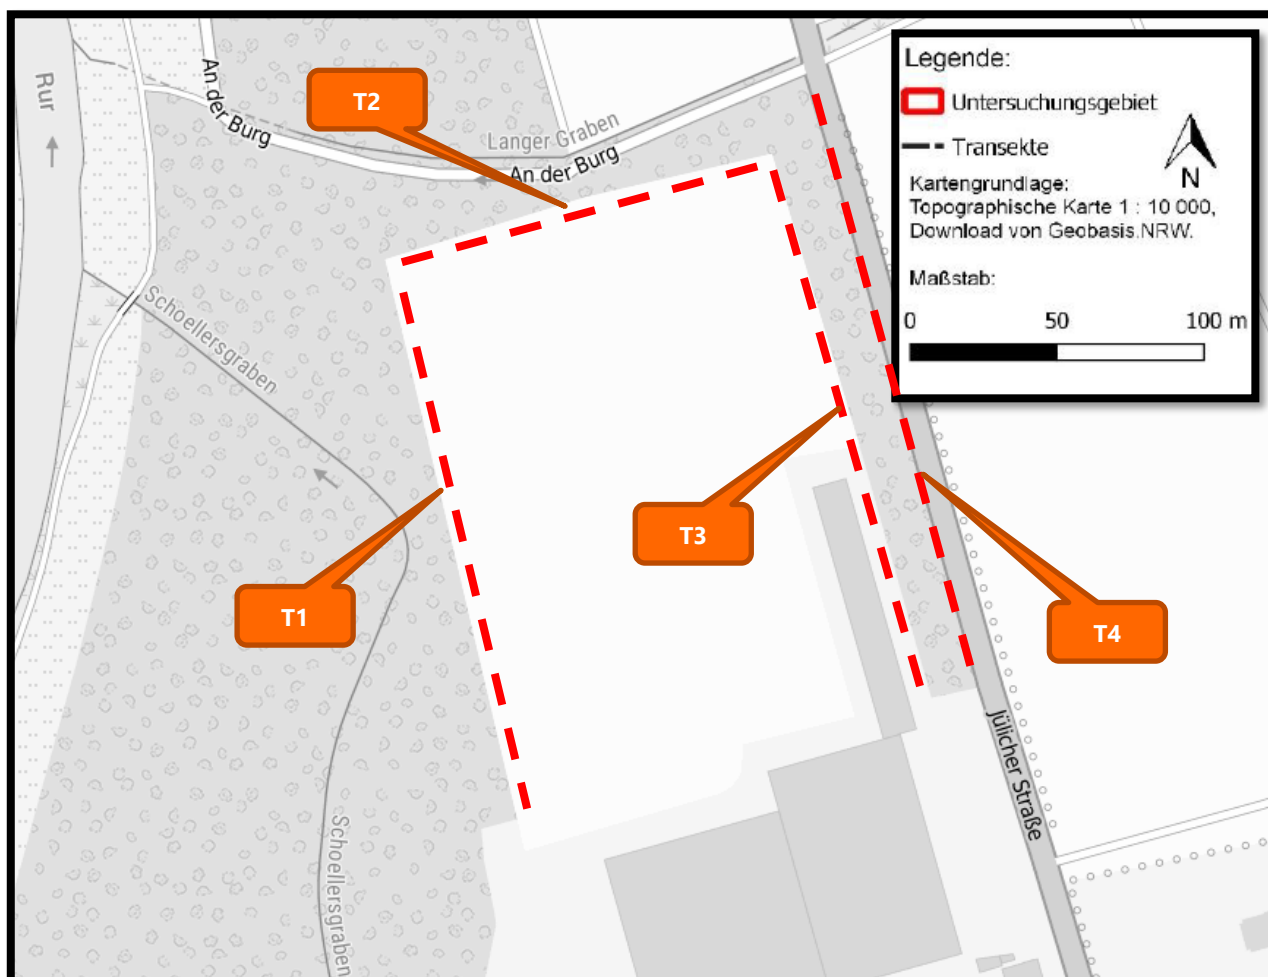 Rur
An der Burg
T2
Langer Graben
An der Burg
Legende:
Untersuchungsgebiet
Transekte
N
Kartengrundlage:
Topographische Karte 1 : 10 000,
Download von Geobasis.NRW.
Maßstab:
0 50 100 m
Schoellersgraben
T3
T1
T4
Jülicher Straße
Schoellersgraben